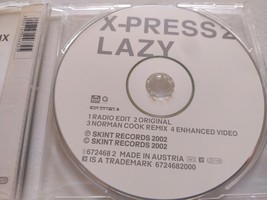 X-PRESS 2
LAZY
1 RADIO EDIT 2 ORIGINAL
3 NORMAN COOK REMIX 4 ENHANCED VIDEO
Ⓟ SKINT RECORDS 2002
© SKINT RECORDS 2002
672468 2 MADE IN AUSTRIA
IS A TRADEMARK 6724682000